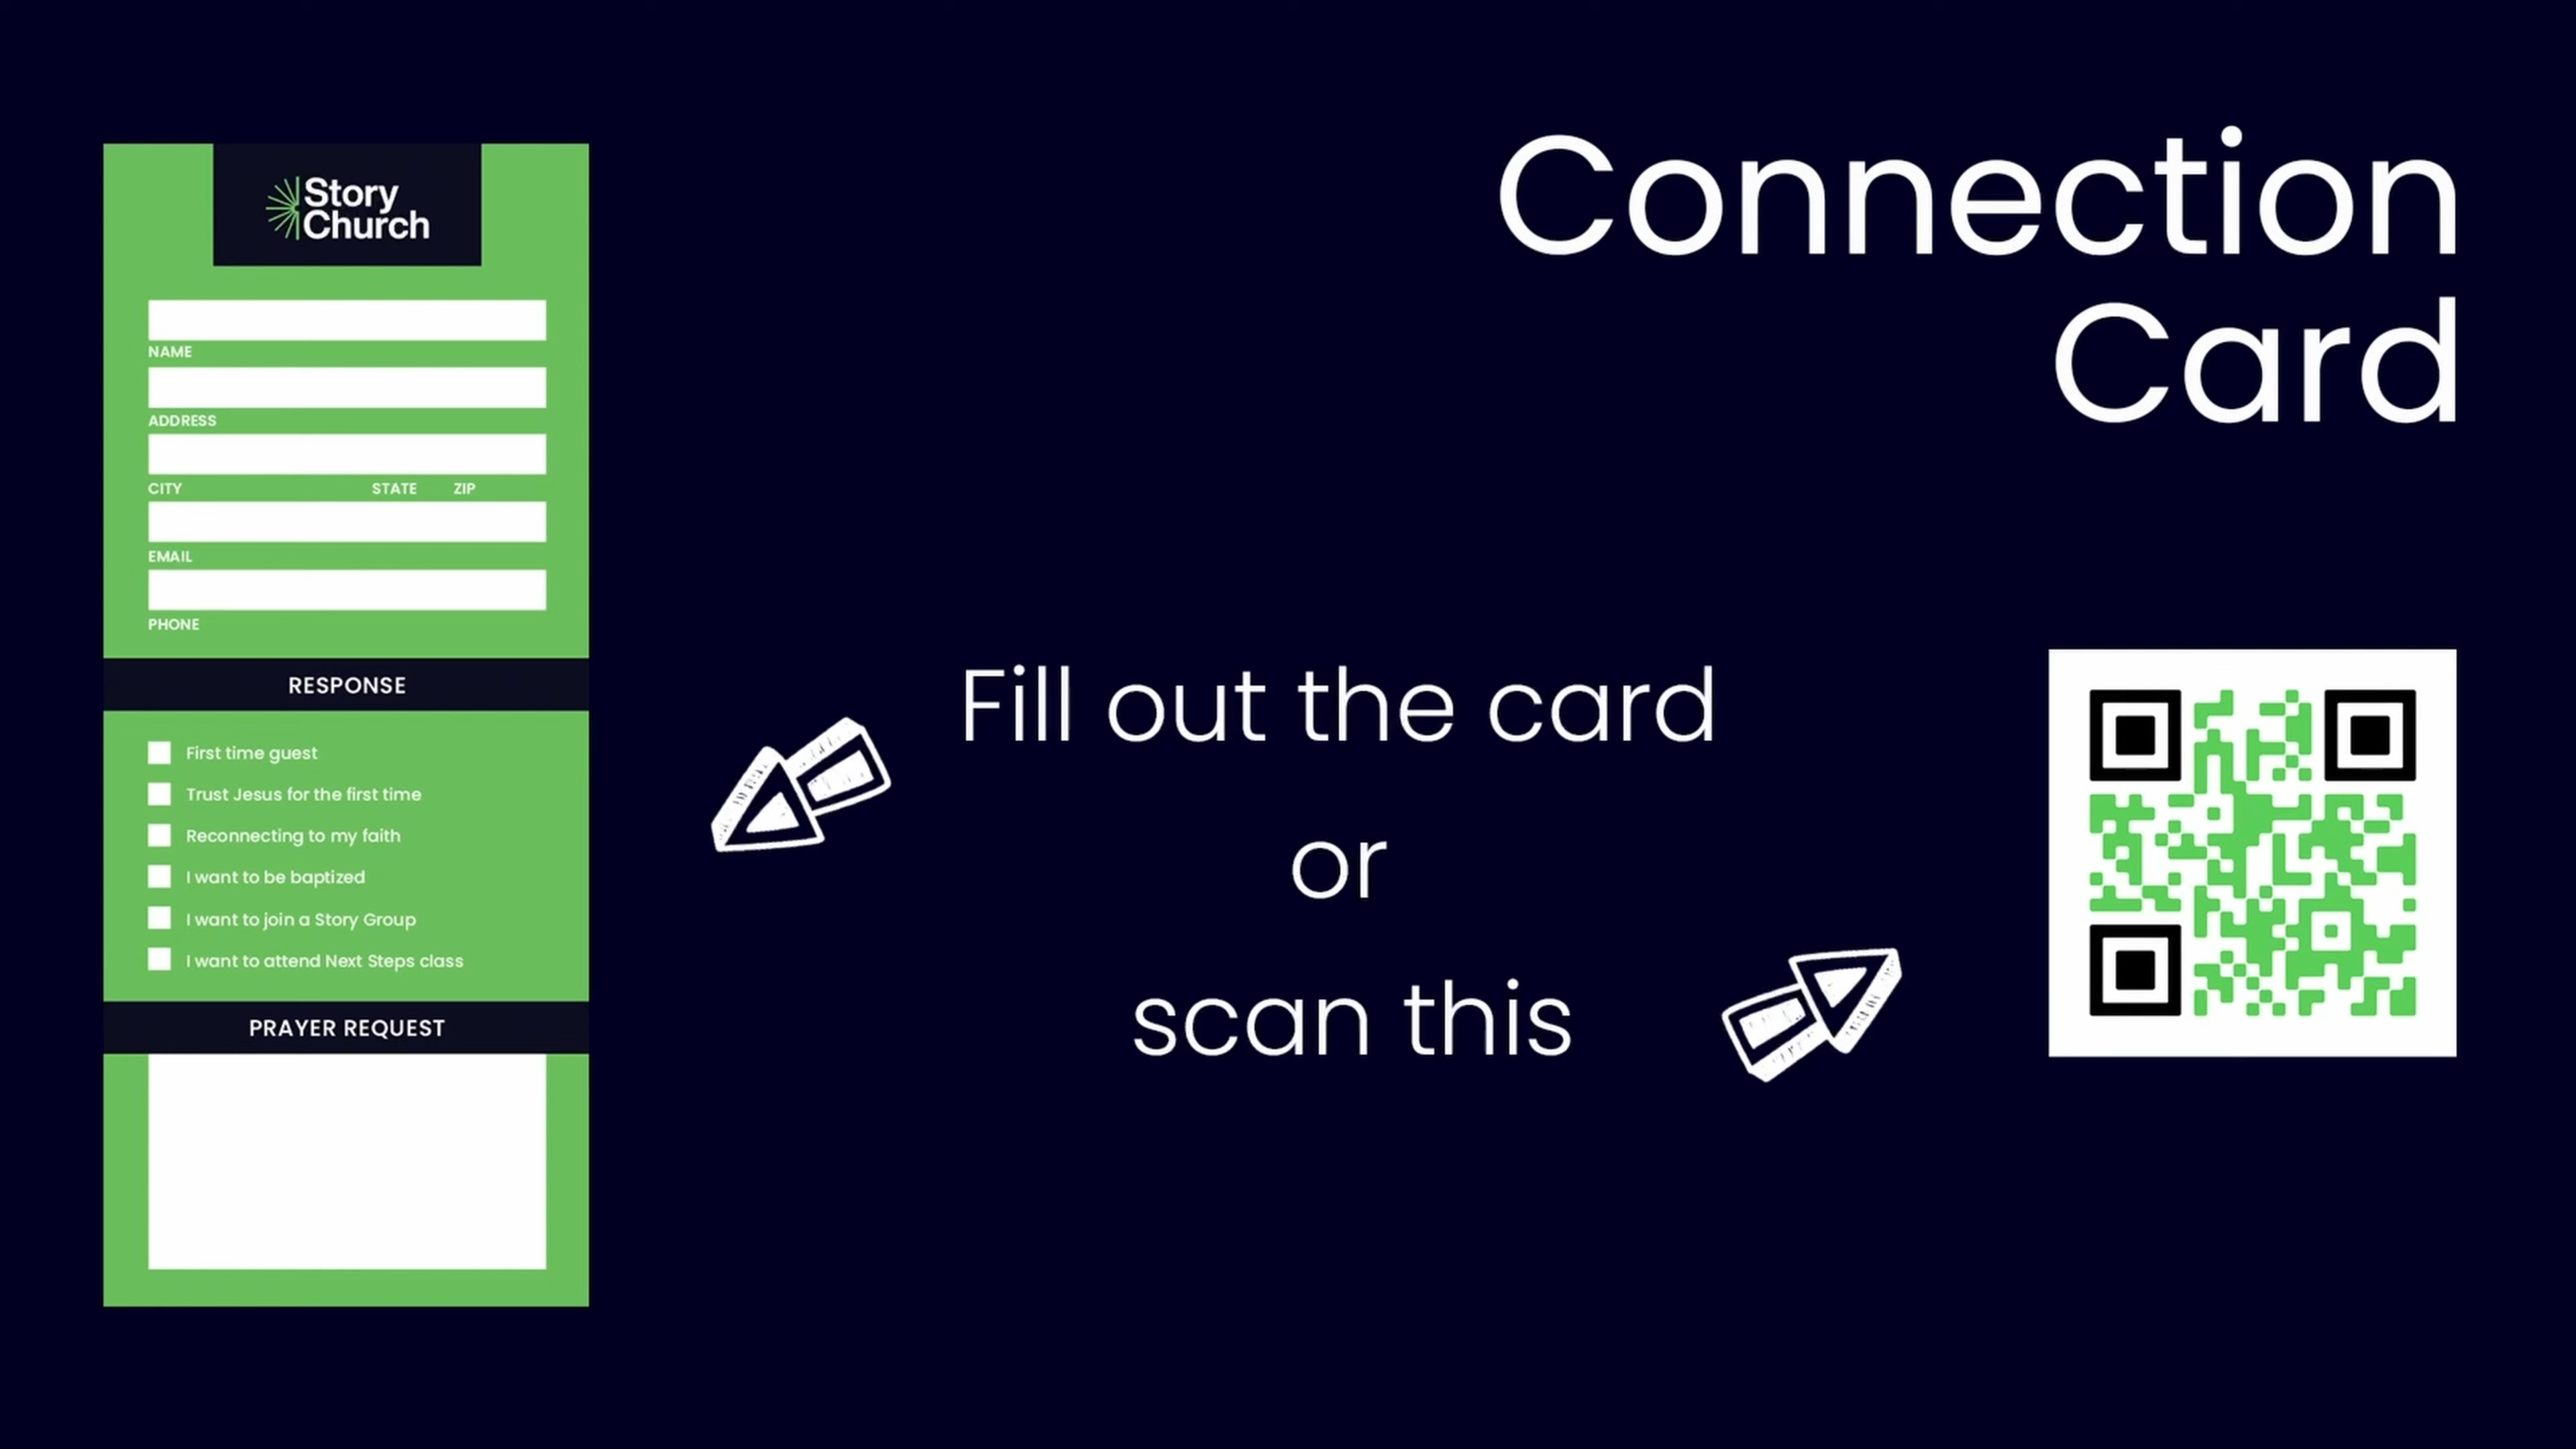 Connection
Card
Story
Church
NAME
ADDRESS
CITY STATE ZIP
EMAIL
PHONE
RESPONSE
First time guest
Trust Jesus for the first time
Reconnecting to my faith
I want to be baptized
I want to join a Story Group
I want to attend Next Steps class
PRAYER REQUEST
Fill out the card
or
scan this